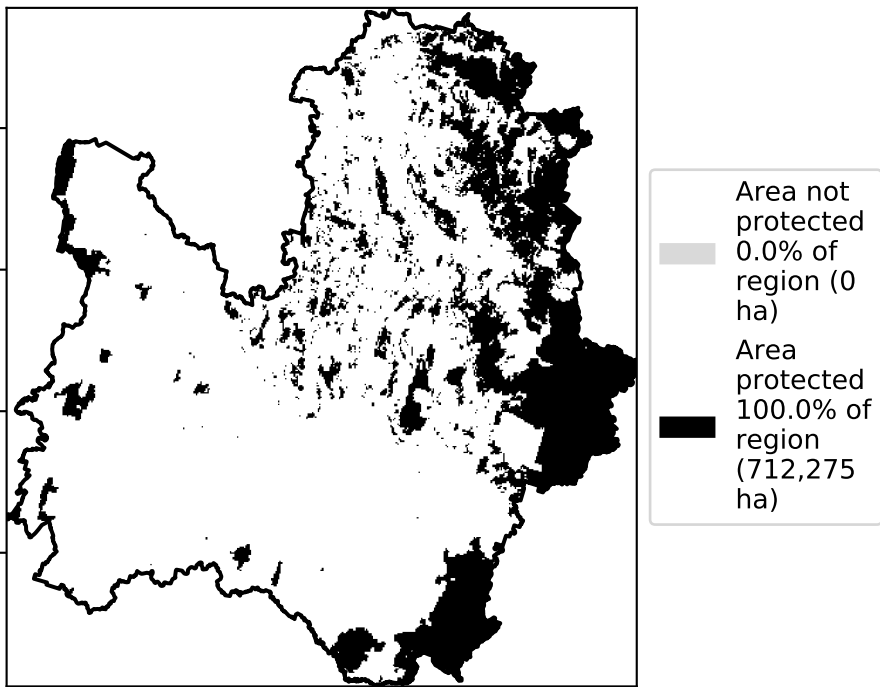 Area not
protected
0.0% of
region (0
ha)
Area
protected
100.0% of
region
(712,275
ha)